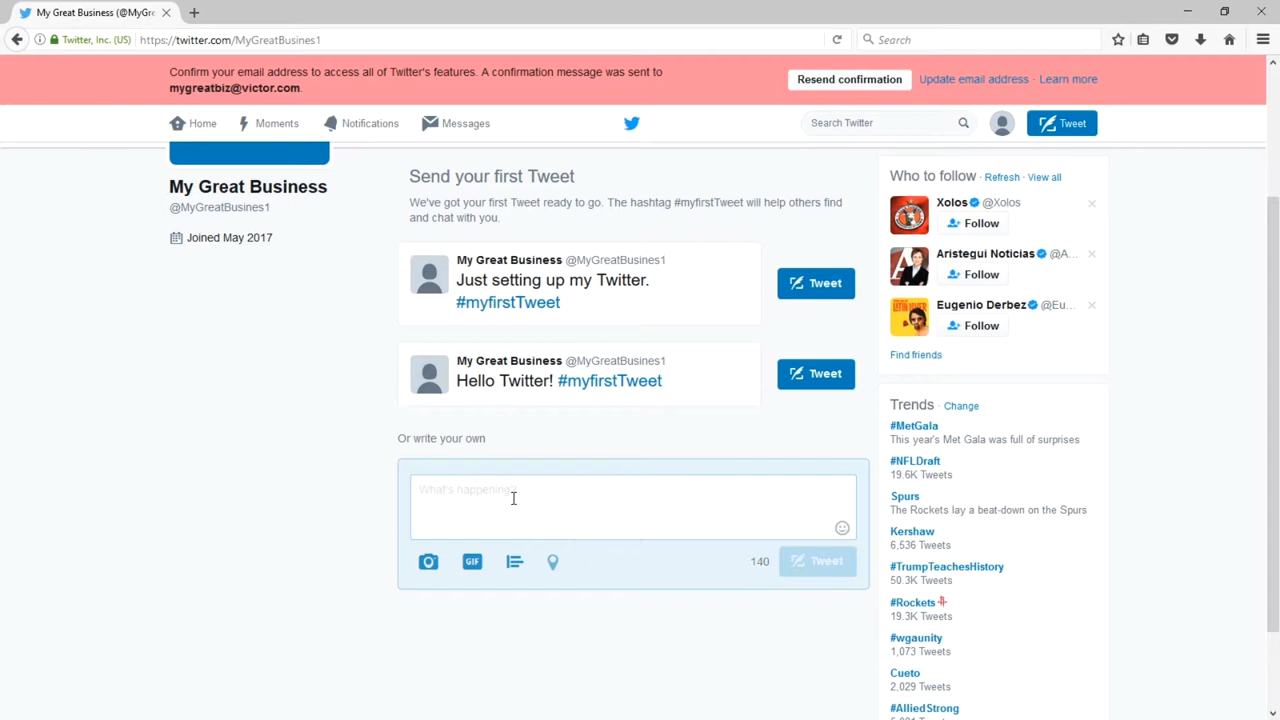 My Great Business (@MyGre
Twitter, Inc. (US)
https://twitter.com/MyGreatBusines1
Search
Confirm your email address to access all of Twitter's features. A confirmation message was sent to
mygreatbiz@victor.com.
Resend confirmation
Update email address · Learn more
Home
Moments
Notifications
Messages
Search Twitter
Tweet
My Great Business
@MyGreatBusines1
Joined May 2017
Send your first Tweet
We've got your first Tweet ready to go. The hashtag #myfirstTweet will help others find
and chat with you.
My Great Business @MyGreatBusines1
Just setting up my Twitter.
#myfirstTweet
Tweet
My Great Business @MyGreatBusines1
Hello Twitter! #myfirstTweet
Tweet
Or write your own
What's happening?
GIF
140
Tweet
Who to follow · Refresh · View all
Xolos @Xolos
Follow
Aristegui Noticias @A...
Follow
Eugenio Derbez @Eu...
Follow
Find friends
Trends · Change
#MetGala
This year's Met Gala was full of surprises
#NFLDraft
19.6K Tweets
Spurs
The Rockets lay a beat-down on the Spurs
Kershaw
6,536 Tweets
#TrumpTeachesHistory
50.3K Tweets
#Rockets
19.3K Tweets
#wgaunity
1,073 Tweets
Cueto
2,029 Tweets
#AlliedStrong